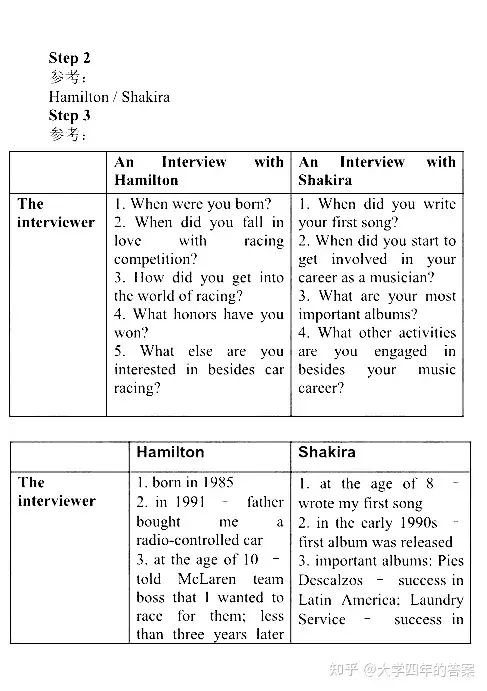 Step 2
参考：
Hamilton / Shakira
Step 3
参考：
An Interview with
Hamilton
An Interview with
Shakira
The
interviewer
1. When were you born?
2. When did you fall in
love with racing
competition?
3. How did you get into
the world of racing?
4. What honors have you
won?
5. What else are you
interested in besides car
racing?
1. When did you write
your first song?
2. When did you start to
get involved in your
career as a musician?
3. What are your most
important albums?
4. What other activities
are you engaged in
besides your music
career?
Hamilton
Shakira
The
interviewer
1. born in 1985
2. in 1991 - father
bought me a
radio-controlled car
3. at the age of 10 -
told McLaren team
boss that I wanted to
race for them; less
than three years later
1. at the age of 8 -
wrote my first song
2. in the early 1990s -
first album was released
3. important albums: Pies
Descalzos - success in
Latin America; Laundry
Service - success in
知乎 @大学四年的答案